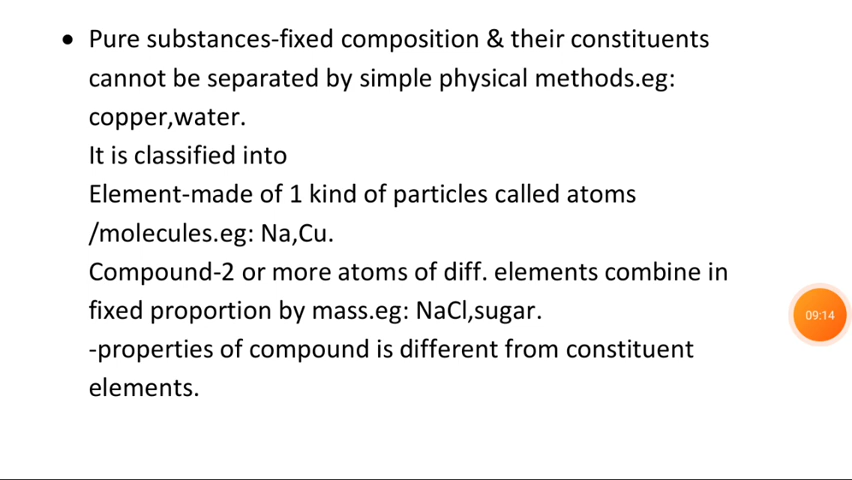 • Pure substances-fixed composition & their constituents
cannot be separated by simple physical methods.eg:
copper,water.
It is classified into
Element-made of 1 kind of particles called atoms
/molecules.eg: Na,Cu.
Compound-2 or more atoms of diff. elements combine in
fixed proportion by mass.eg: NaCl,sugar.
-properties of compound is different from constituent
elements.
09:14